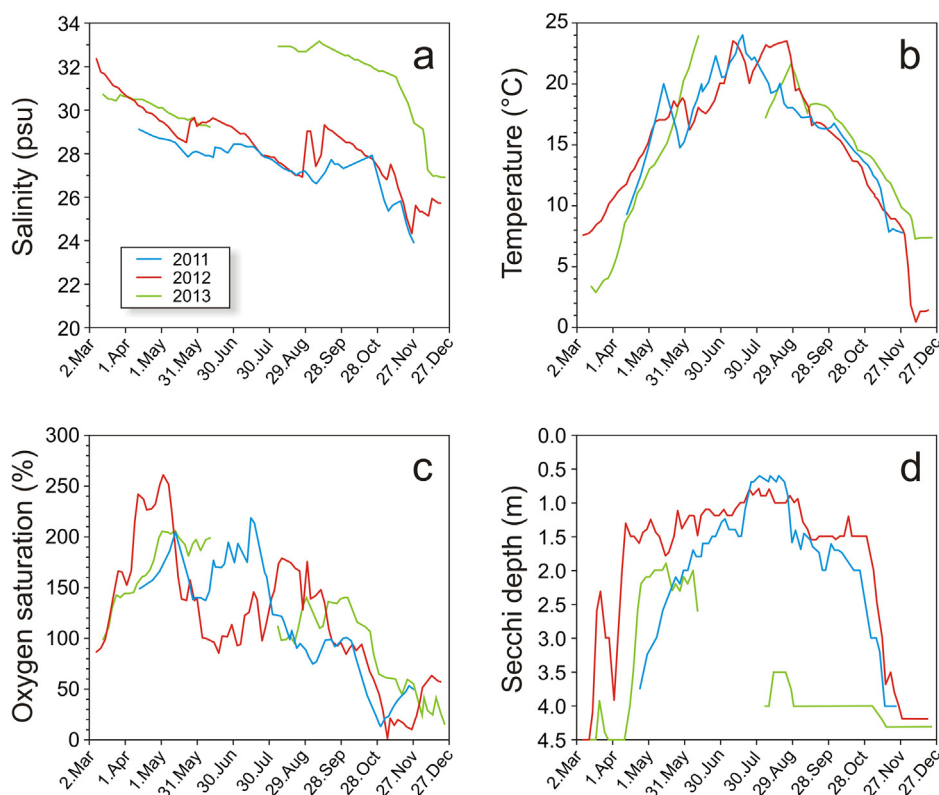 a
Salinity (psu)
34
32
30
28
26
24
22
20
2011
2012
2013
2.Mar
1.Apr
1.May
31.May
30.Jun
30.Jul
29.Aug
28.Sep
28.Oct
27.Nov
27.Dec
b
Temperature (°C)
25
20
15
10
5
0
2.Mar
1.Apr
1.May
31.May
30.Jun
30.Jul
29.Aug
28.Sep
28.Oct
27.Nov
27.Dec
c
Oxygen saturation (%)
300
250
200
150
100
50
0
2.Mar
1.Apr
1.May
31.May
30.Jun
30.Jul
29.Aug
28.Sep
28.Oct
27.Nov
27.Dec
d
Secchi depth (m)
0.0
0.5
1.0
1.5
2.0
2.5
3.0
3.5
4.0
4.5
2.Mar
1.Apr
1.May
31.May
30.Jun
30.Jul
29.Aug
28.Sep
28.Oct
27.Nov
27.Dec